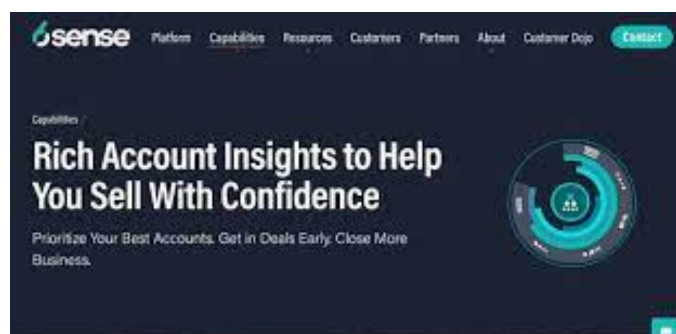 6sense
Platform Capabilities Resources Customers Partners About Customer Dojo Contact
Capabilities /
Rich Account Insights to Help
You Sell With Confidence
Prioritize Your Best Accounts. Get in Deals Early. Close More
Business.